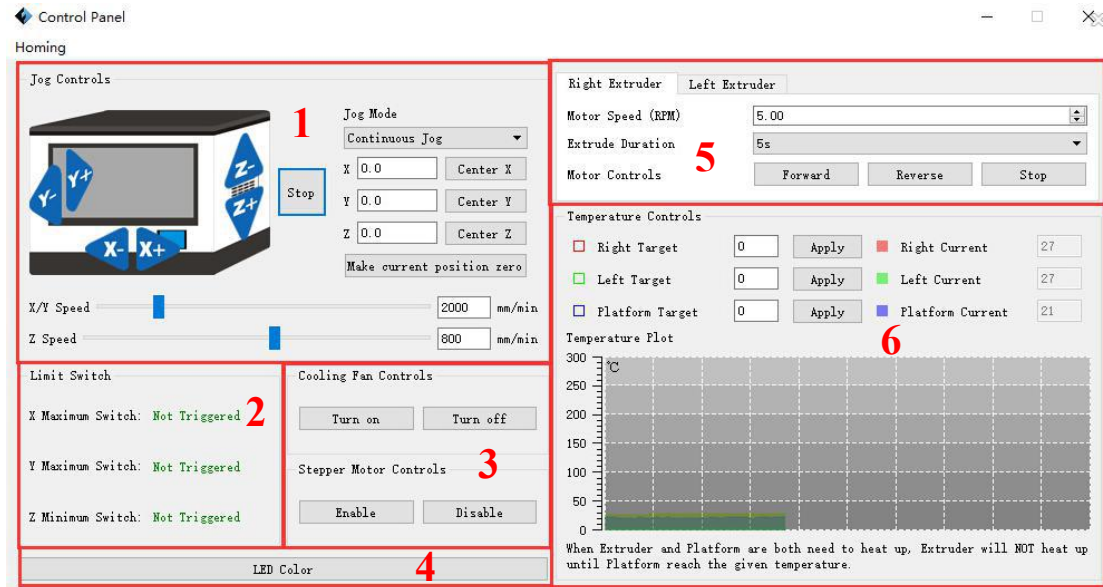 Control Panel
Homing
Jog Controls
1
Y- Y+
Z-
Z+
X- X+
Stop
Jog Mode
Continuous Jog
X 0.0 Center X
Y 0.0 Center Y
Z 0.0 Center Z
Make current position zero
X/Y Speed 2000 mm/min
Z Speed 800 mm/min
Limit Switch
2
X Maximum Switch: Not Triggered
Y Maximum Switch: Not Triggered
Z Minimum Switch: Not Triggered
Cooling Fan Controls
Turn on Turn off
3
Stepper Motor Controls
Enable Disable
LED Color
4
Right Extruder Left Extruder
Motor Speed (RPM) 5.00
Extrude Duration 5s
5
Motor Controls Forward Reverse Stop
Temperature Controls
Right Target 0 Apply Right Current 27
Left Target 0 Apply Left Current 27
Platform Target 0 Apply Platform Current 21
6
Temperature Plot
300 °C
250
200
150
100
50
0
When Extruder and Platform are both need to heat up, Extruder will NOT heat up
until Platform reach the given temperature.